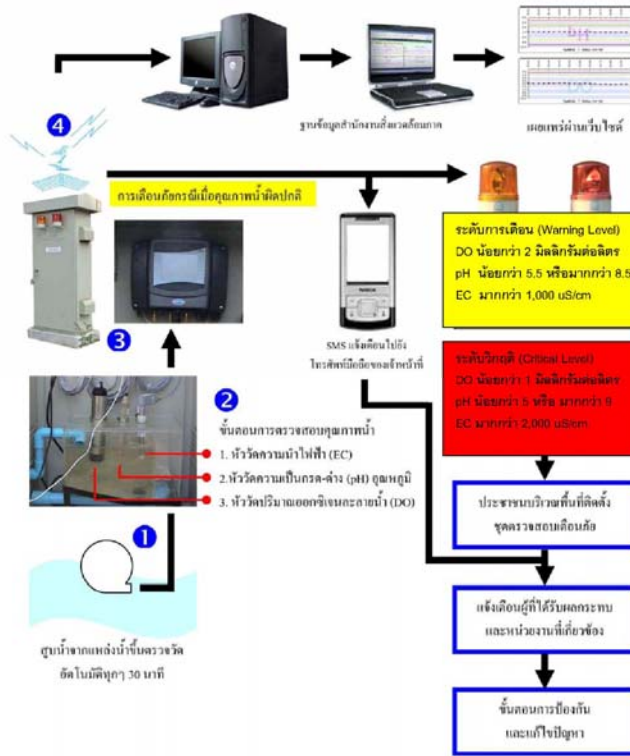 ฐานข้อมูลสำนักงานสิ่งแวดล้อมภาค
เผยแพร่ผ่านเว็บไซต์
4
การเตือนภัยกรณีเมื่อคุณภาพน้ำผิดปกติ
ระดับการเตือน (Warning Level)
DO น้อยกว่า 2 มิลลิกรัมต่อลิตร
pH น้อยกว่า 5.5 หรือมากกว่า 8.5
EC มากกว่า 1,000 uS/cm
3
SMS แจ้งเตือนไปยัง
โทรศัพท์มือถือของเจ้าหน้าที่
ระดับวิกฤติ (Critical Level)
DO น้อยกว่า 1 มิลลิกรัมต่อลิตร
pH น้อยกว่า 5 หรือ มากกว่า 9
EC มากกว่า 2,000 uS/cm
2
ขั้นตอนการตรวจสอบคุณภาพน้ำ
1. หัววัดความนำไฟฟ้า (EC)
2.หัววัดความเป็นกรด-ด่าง (pH) อุณหภูมิ
3. หัววัดปริมาณออกซิเจนละลายน้ำ (DO)
1
สูบน้ำจากแหล่งน้ำขึ้นตรวจวัด
อัตโนมัติทุกๆ 30 นาที
ประชาชนบริเวณพื้นที่ติดตั้ง
ชุดตรวจสอบเตือนภัย
แจ้งเตือนผู้ที่ได้รับผลกระทบ
และหน่วยงานที่เกี่ยวข้อง
ขั้นตอนการป้องกัน
และแก้ไขปัญหา